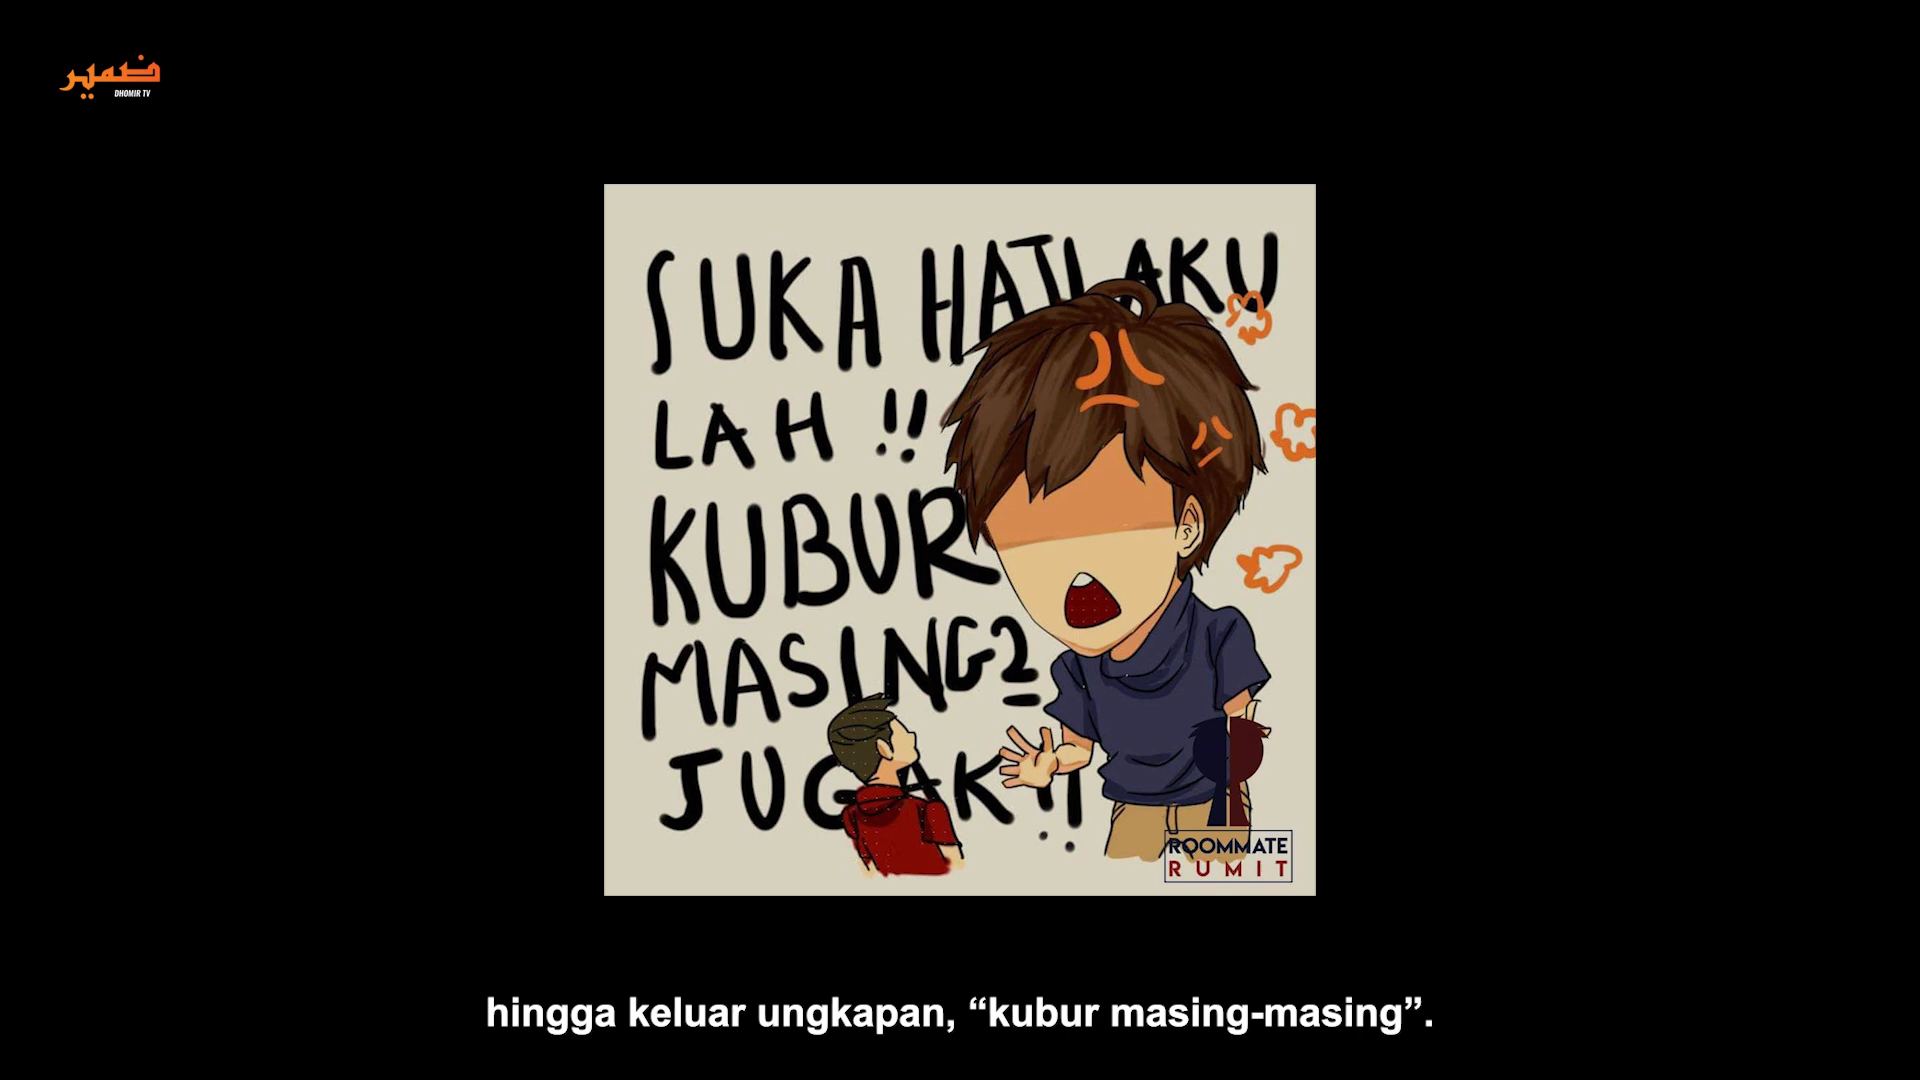 ضمير
DHOMIR TV
SUKA HATI AKU
LAH !!
KUBUR
MASING2
JUGAK!!
ROOMMATE
RUMIT
hingga keluar ungkapan, “kubur masing-masing”.